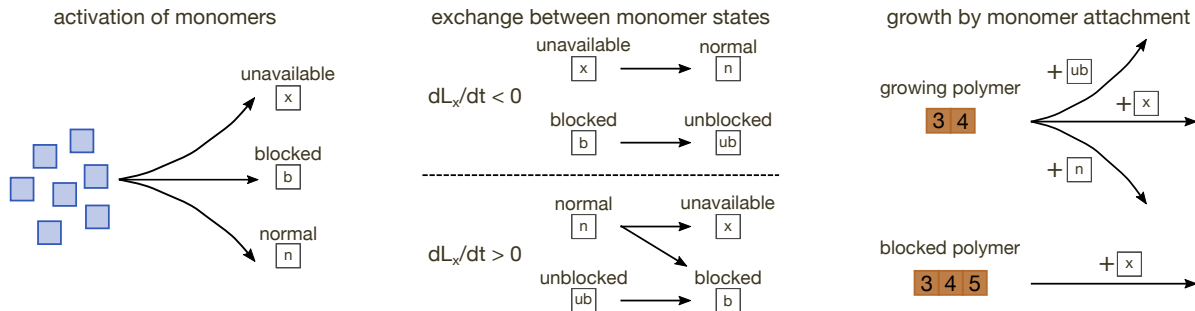 activation of monomers
unavailable
x
blocked
b
normal
n
exchange between monomer states
unavailable normal
x n
dLx/dt < 0
blocked unblocked
b ub
normal unavailable
n x
dLx/dt > 0
unblocked blocked
ub b
growth by monomer attachment
+ ub
growing polymer
+ x
3 4
+ n
blocked polymer
+ x
3 4 5